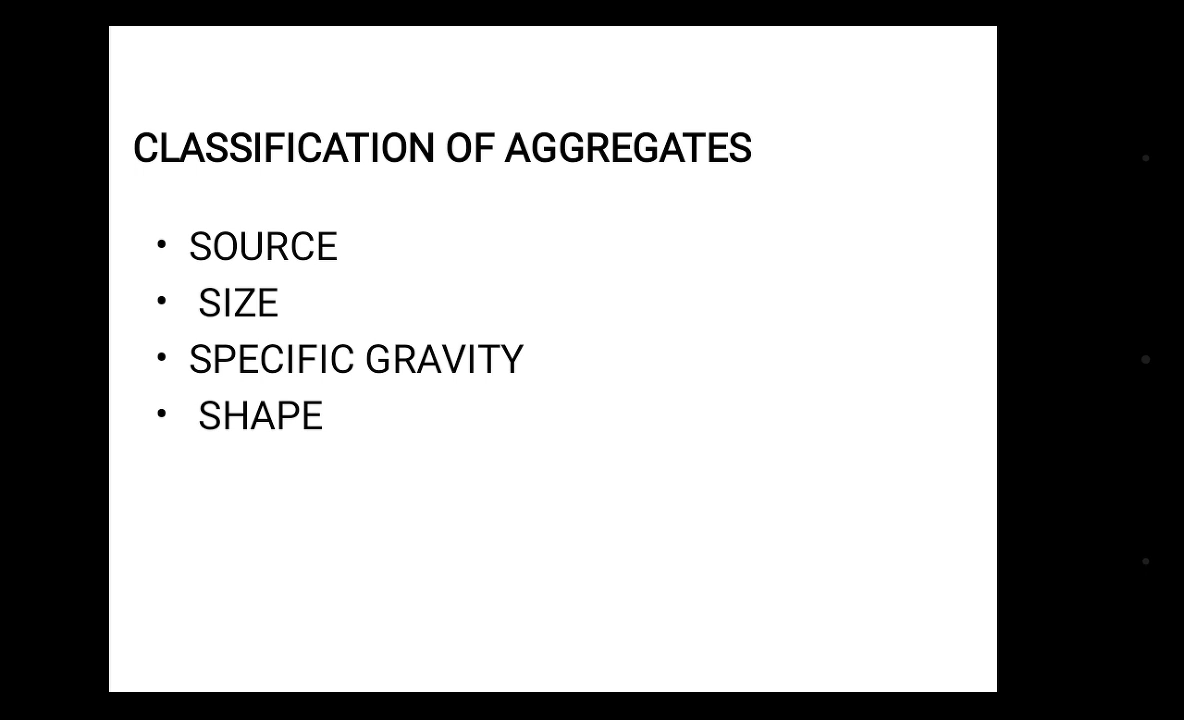 CLASSIFICATION OF AGGREGATES
• SOURCE
• SIZE
• SPECIFIC GRAVITY
• SHAPE